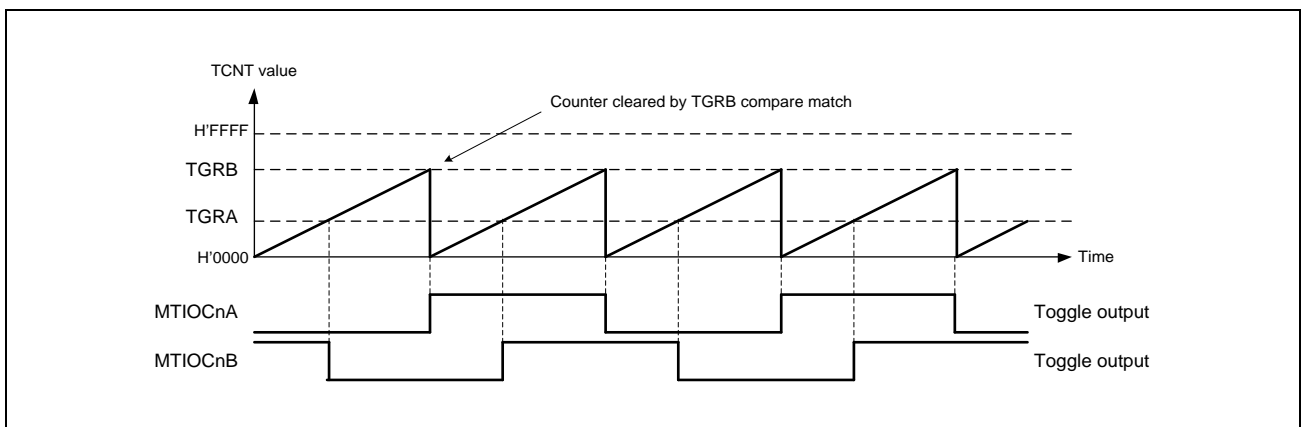 TCNT value
Counter cleared by TGRB compare match
H'FFFF
TGRB
TGRA
H'0000
Time
MTIOCnA
Toggle output
MTIOCnB
Toggle output